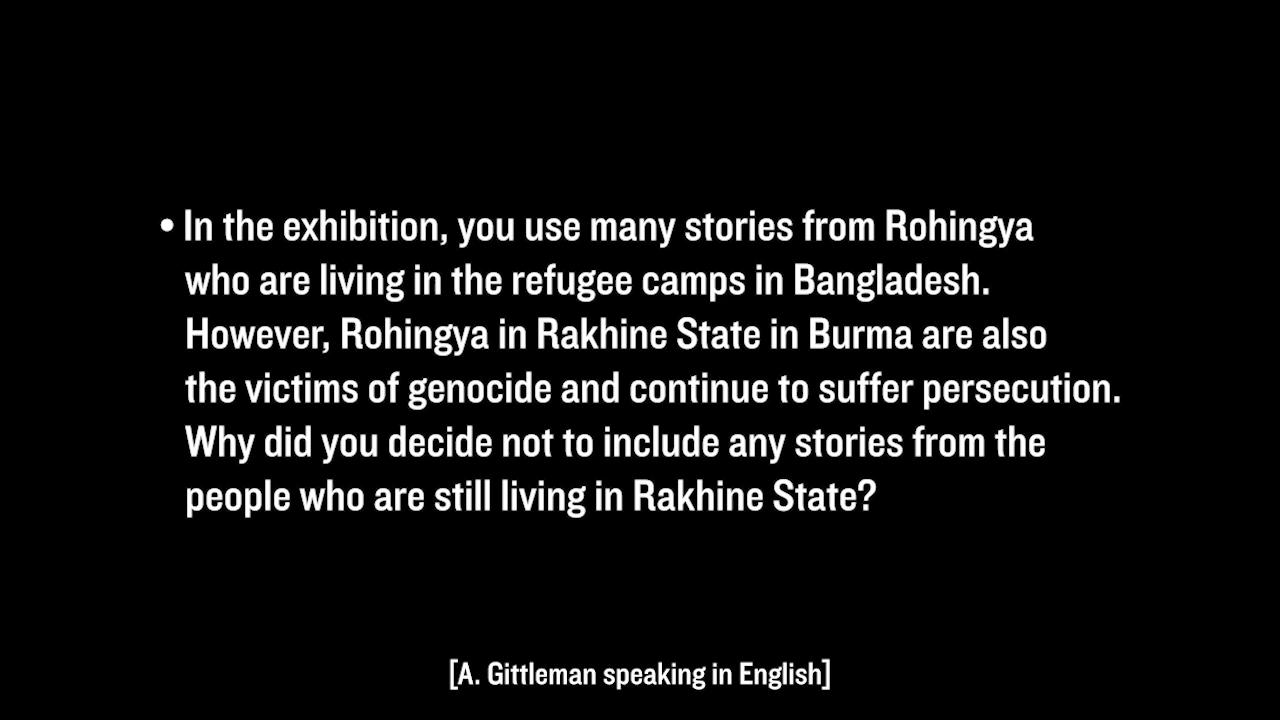 • In the exhibition, you use many stories from Rohingya
who are living in the refugee camps in Bangladesh.
However, Rohingya in Rakhine State in Burma are also
the victims of genocide and continue to suffer persecution.
Why did you decide not to include any stories from the
people who are still living in Rakhine State?
[A. Gittleman speaking in English]